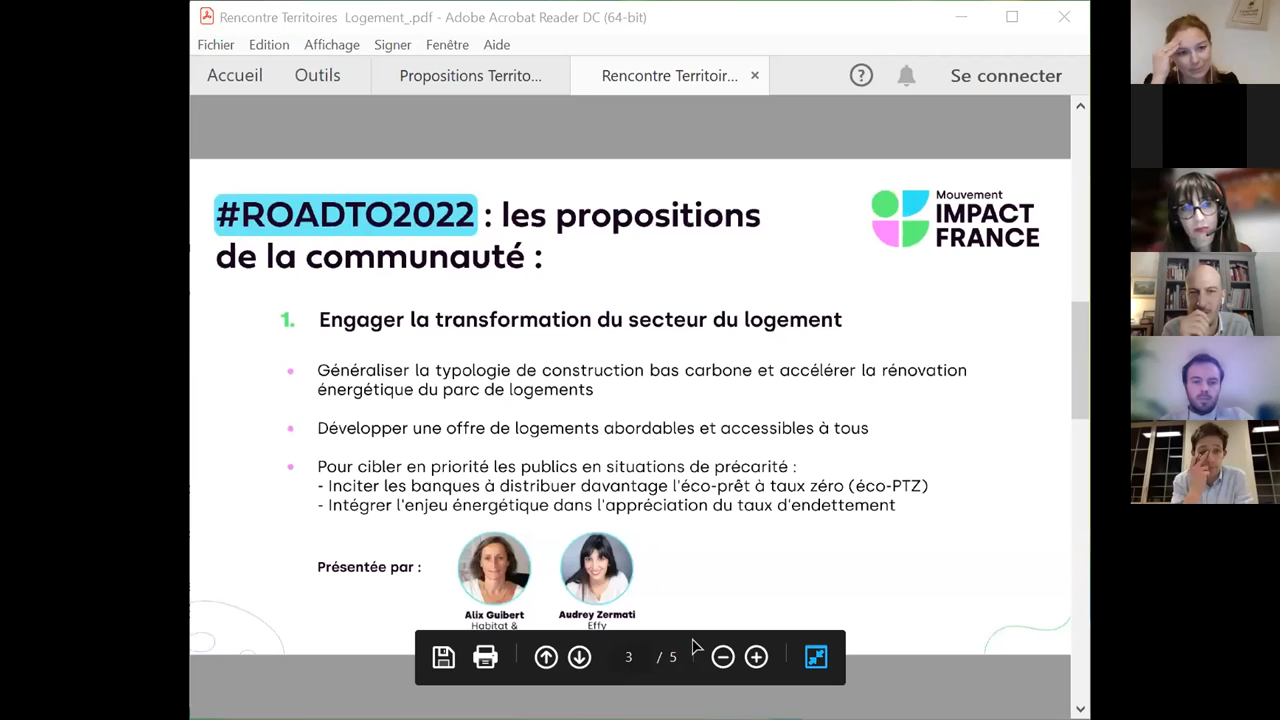 Rencontre Territoires Logement_.pdf - Adobe Acrobat Reader DC (64-bit)
Fichier Edition Affichage Signer Fenêtre Aide
Accueil Outils Propositions Territo... Rencontre Territoir... × ? Se connecter
#ROADTO2022 : les propositions
de la communauté :
Mouvement
IMPACT
FRANCE
1. Engager la transformation du secteur du logement
• Généraliser la typologie de construction bas carbone et accélérer la rénovation
énergétique du parc de logements
• Développer une offre de logements abordables et accessibles à tous
• Pour cibler en priorité les publics en situations de précarité :
- Inciter les banques à distribuer davantage l'éco-prêt à taux zéro (éco-PTZ)
- Intégrer l'enjeu énergétique dans l'appréciation du taux d'endettement
Présentée par :
Alix Guibert
Habitat &
Audrey Zermati
Effy
3 / 5